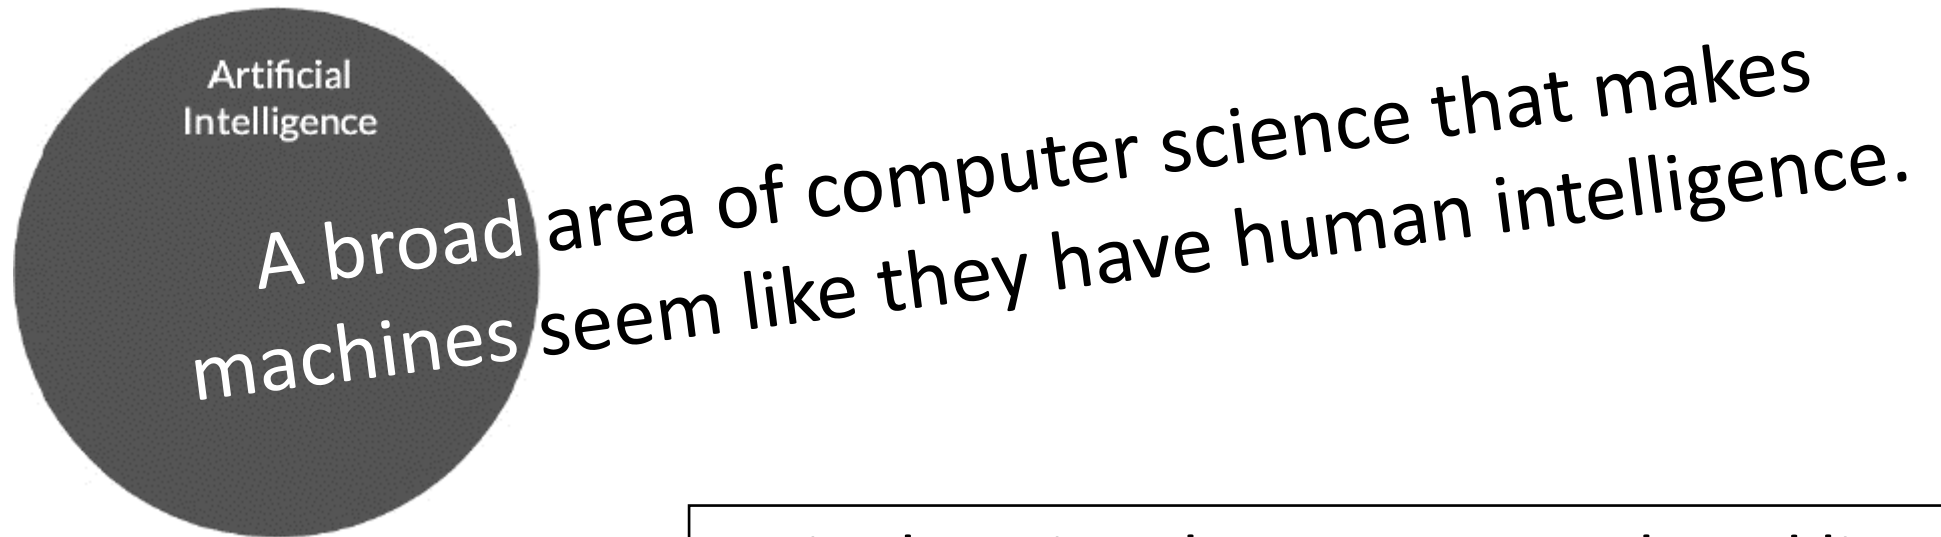 Artificial
Intelligence
A broad area of computer science that makes
machines seem like they have human intelligence.